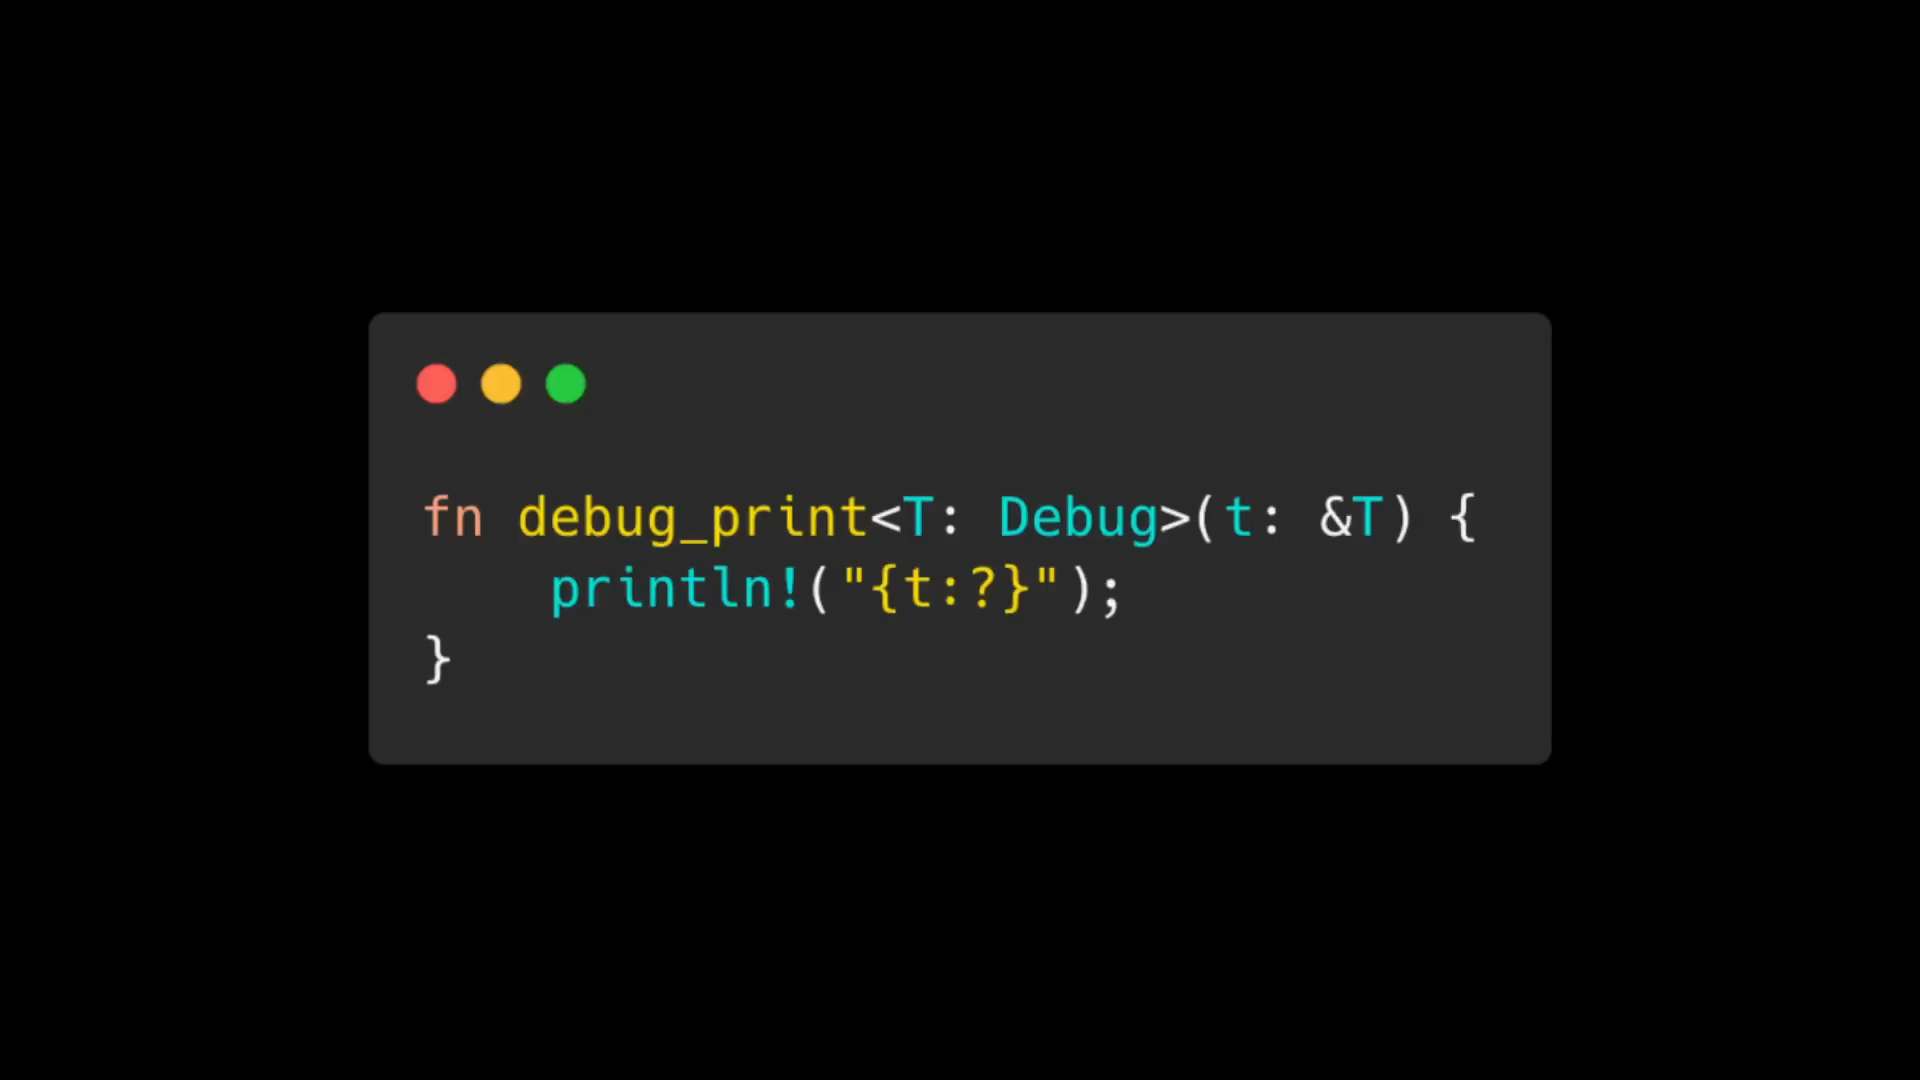 fn debug_print<T: Debug>(t: &T) {
    println!("{t:?}");
}